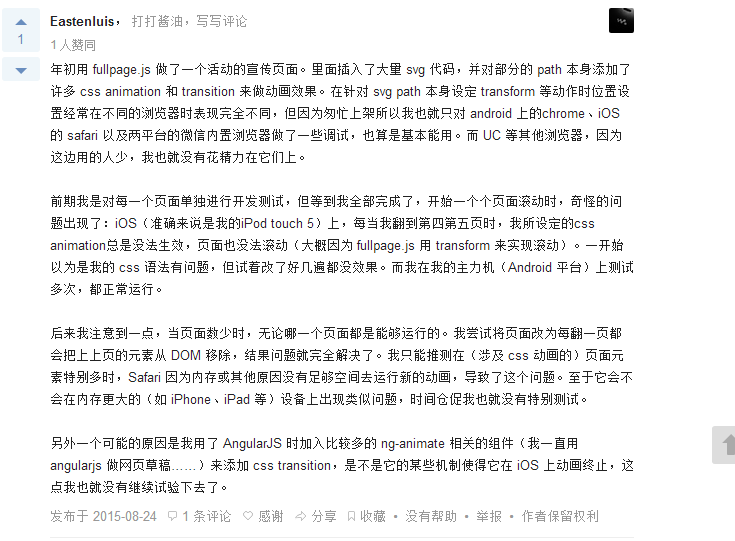 Eastenluis，打打酱油，写写评论
1 人赞同
1
年初用 fullpage.js 做了一个活动的宣传页面。里面插入了大量 svg 代码，并对部分的 path 本身添加了
许多 css animation 和 transition 来做动画效果。在针对 svg path 本身设定 transform 等动作时位置设
置经常在不同的浏览器时表现完全不同，但因为匆忙上架所以我也就只对 android 上的chrome、iOS
的 safari 以及两平台的微信内置浏览器做了一些调试，也算是基本能用。而 UC 等其他浏览器，因为
这边用的人少，我也就没有花精力在它们上。
前期我是对每一个页面单独进行开发测试，但等到我全部完成了，开始一个个页面滚动时，奇怪的问
题出现了：iOS（准确来说是我的iPod touch 5）上，每当我翻到第四第五页时，我所设定的css
animation总是没法生效，页面也没法滚动（大概因为 fullpage.js 用 transform 来实现滚动）。一开始
以为是我的 css 语法有问题，但试着改了好几遍都没效果。而我在我的主力机（Android 平台）上测试
多次，都正常运行。
后来我注意到一点，当页面数少时，无论哪一个页面都是能够运行的。我尝试将页面改为每翻一页都
会把上上页的元素从 DOM 移除，结果问题就完全解决了。我只能推测在（涉及 css 动画的）页面元
素特别多时，Safari 因为内存或其他原因没有足够空间去运行新的动画，导致了这个问题。至于它会不
会在内存更大的（如 iPhone、iPad 等）设备上出现类似问题，时间仓促我也就没有特别测试。
另外一个可能的原因是我用了 AngularJS 时加入比较多的 ng-animate 相关的组件（我一直用
angularjs 做网页草稿……）来添加 css transition，是不是它的某些机制使得它在 iOS 上动画终止，这
点我也就没有继续试验下去了。
发布于 2015-08-24 1 条评论 感谢 分享 收藏 • 没有帮助 • 举报 • 作者保留权利